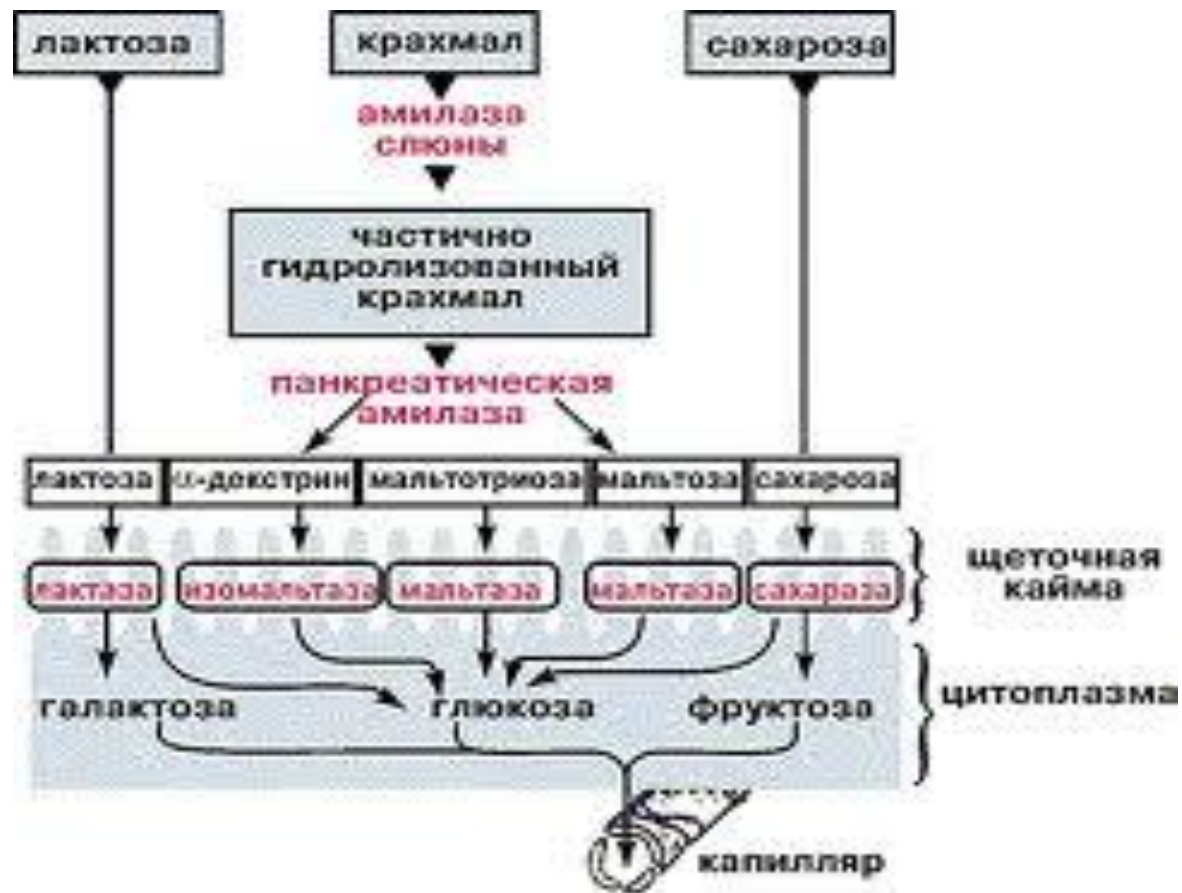 лактоза
крахмал
сахароза
амилаза
слюны
частично
гидролизованный
крахмал
панкреатическая
амилаза
лактоза α-декстрин мальтотриоза мальтоза сахароза
лактаза изомальтаза мальтаза мальтаза сахараза
щеточная
кайма
галактоза глюкоза фруктоза
цитоплазма
капилляр